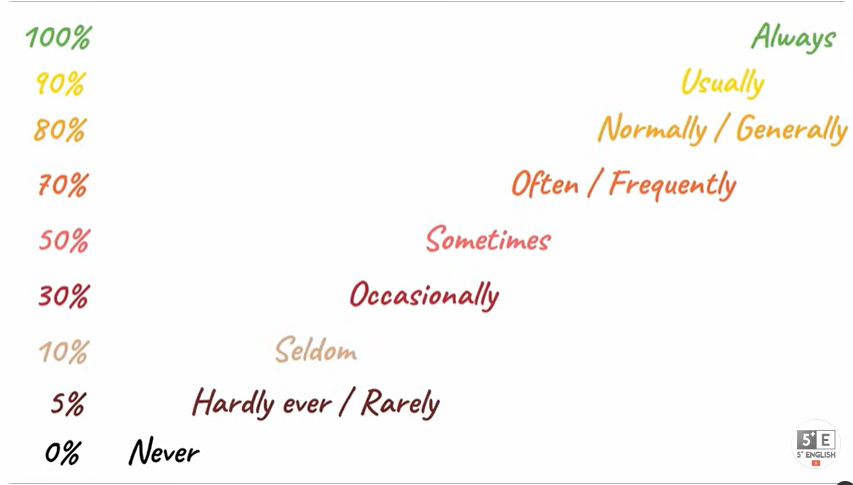 100% Always
90% Usually
80% Normally / Generally
70% Often / Frequently
50% Sometimes
30% Occasionally
10% Seldom
5% Hardly ever / Rarely
0% Never
5+ E
5+ ENGLISH